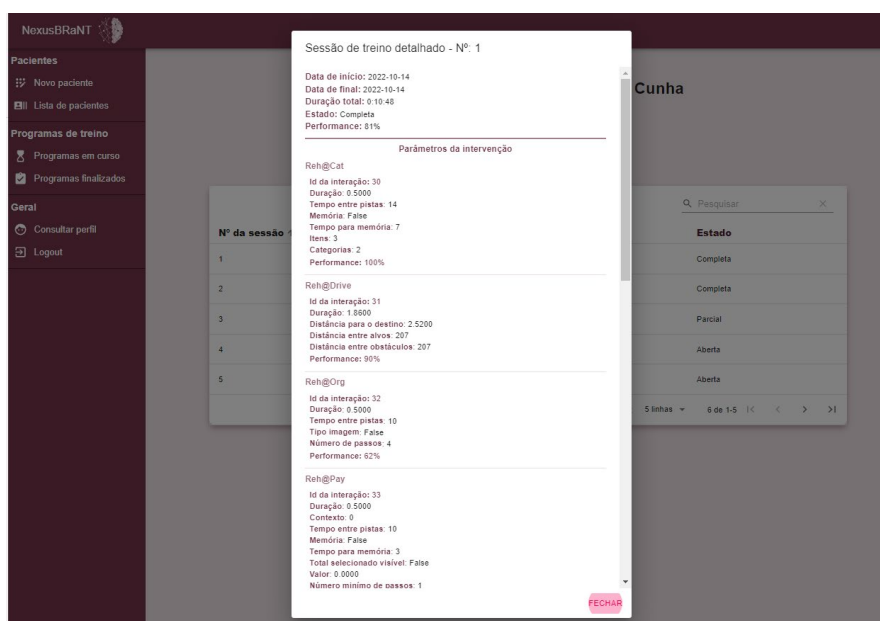 NexusBRaNT
Pacientes
Novo paciente
Lista de pacientes
Programas de treino
Programas em curso
Programas finalizados
Geral
Consultar perfil
Logout
Cunha
Pesquisar
Nº da sessão
Estado
1
Completa
2
Completa
3
Parcial
4
Aberta
5
Aberta
5 linhas
6 de 1-5
Sessão de treino detalhado - Nº: 1
Data de início: 2022-10-14
Data de final: 2022-10-14
Duração total: 0:10:48
Estado: Completa
Performance: 81%
Parâmetros da intervenção
Reh@Cat
Id da interação: 30
Duração: 0.5000
Tempo entre pistas: 14
Memória: False
Tempo para memória: 7
Itens: 3
Categorias: 2
Performance: 100%
Reh@Drive
Id da interação: 31
Duração: 1.8600
Distância para o destino: 2.5200
Distância entre alvos: 207
Distância entre obstáculos: 207
Performance: 90%
Reh@Org
Id da interação: 32
Duração: 0.5000
Tempo entre pistas: 10
Tipo imagem: False
Número de passos: 4
Performance: 62%
Reh@Pay
Id da interação: 33
Duração: 0.5000
Contexto: 0
Tempo entre pistas: 10
Memória: False
Tempo para memória: 3
Total selecionado visível: False
Valor: 0.0000
Número mínimo de passos: 1
FECHAR